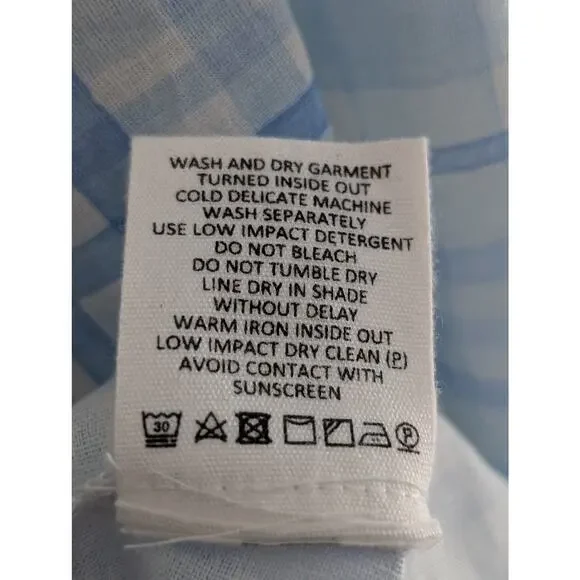 WASH AND DRY GARMENT
TURNED INSIDE OUT
COLD DELICATE MACHINE
WASH SEPARATELY
USE LOW IMPACT DETERGENT
DO NOT BLEACH
DO NOT TUMBLE DRY
LINE DRY IN SHADE
WITHOUT DELAY
WARM IRON INSIDE OUT
LOW IMPACT DRY CLEAN (P)
AVOID CONTACT WITH
SUNSCREEN
30 P